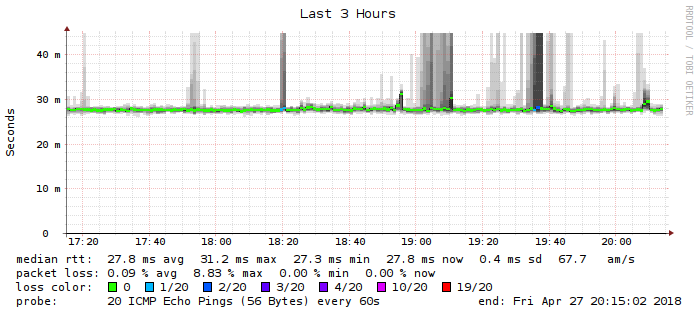 Last 3 Hours
RRDTOOL / TOBI OETIKER
Seconds
40 m
30 m
20 m
10 m
0
17:20 17:40 18:00 18:20 18:40 19:00 19:20 19:40 20:00
median rtt: 27.8 ms avg 31.2 ms max 27.3 ms min 27.8 ms now 0.4 ms sd 67.7 am/s
packet loss: 0.09 % avg 8.83 % max 0.00 % min 0.00 % now
loss color: 0 1/20 2/20 3/20 4/20 10/20 19/20
probe: 20 ICMP Echo Pings (56 Bytes) every 60s end: Fri Apr 27 20:15:02 2018